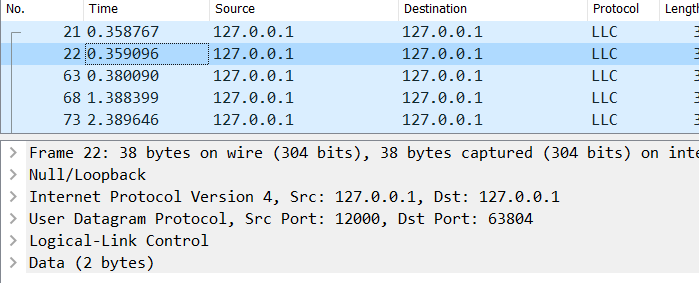 No. Time Source Destination Protocol Length
21 0.358767 127.0.0.1 127.0.0.1 LLC
22 0.359096 127.0.0.1 127.0.0.1 LLC
63 0.380090 127.0.0.1 127.0.0.1 LLC
68 1.388399 127.0.0.1 127.0.0.1 LLC
73 2.389646 127.0.0.1 127.0.0.1 LLC
Frame 22: 38 bytes on wire (304 bits), 38 bytes captured (304 bits) on inte
Null/Loopback
Internet Protocol Version 4, Src: 127.0.0.1, Dst: 127.0.0.1
User Datagram Protocol, Src Port: 12000, Dst Port: 63804
Logical-Link Control
Data (2 bytes)